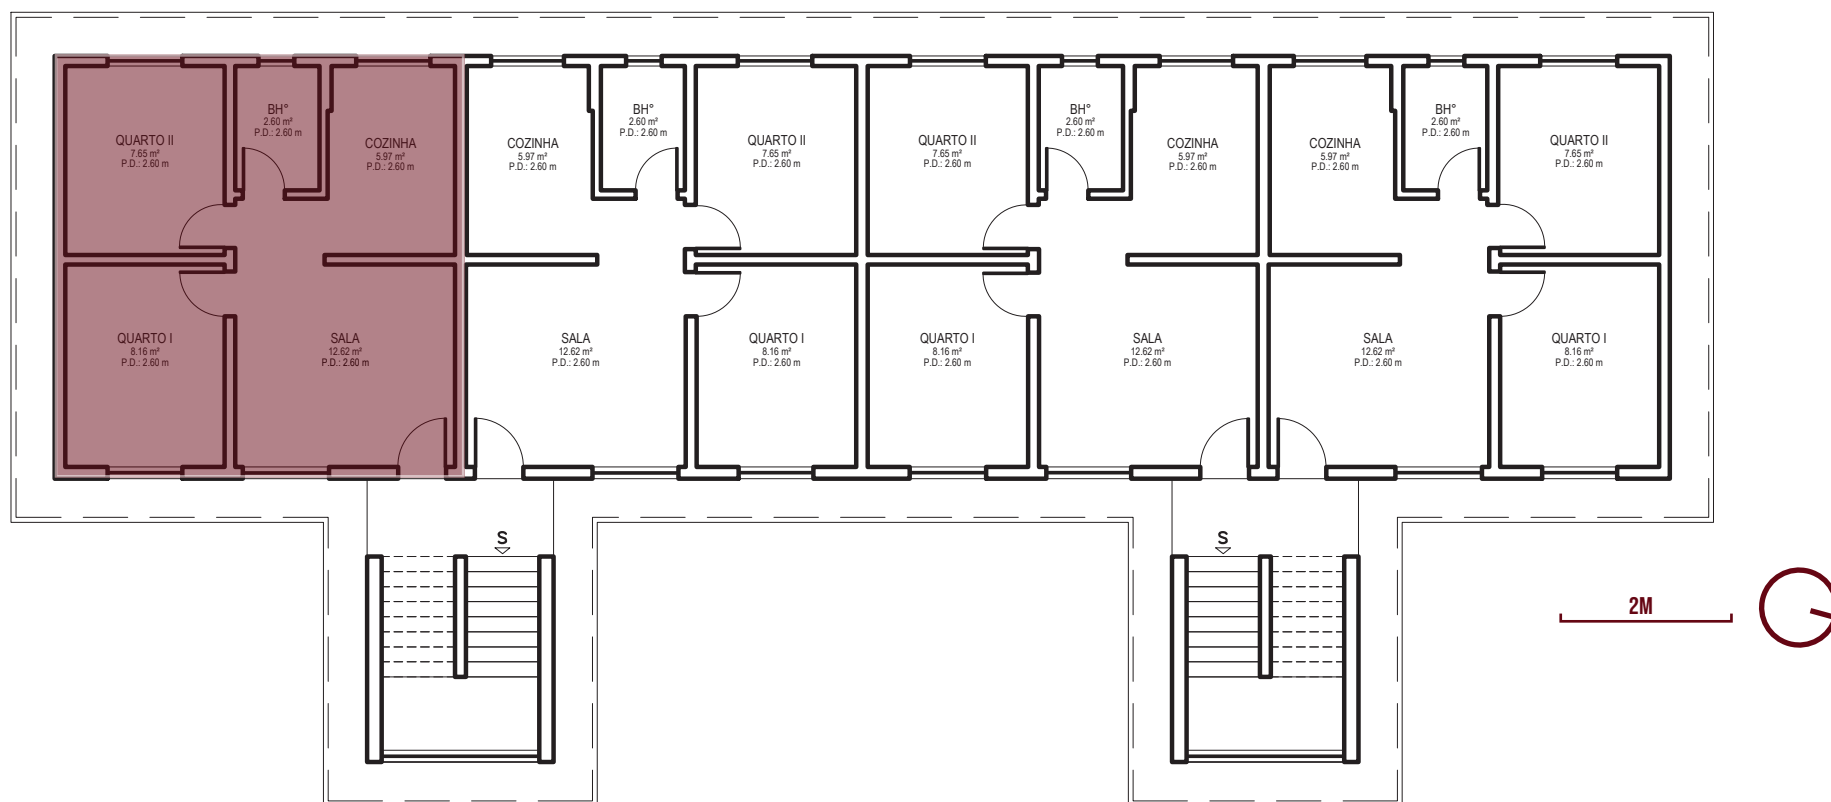 BH°
2.60 m²
P.D.: 2.60 m
QUARTO II
7.65 m²
P.D.: 2.60 m
COZINHA
5.97 m²
P.D.: 2.60 m
COZINHA
5.97 m²
P.D.: 2.60 m
BH°
2.60 m²
P.D.: 2.60 m
QUARTO II
7.65 m²
P.D.: 2.60 m
QUARTO II
7.65 m²
P.D.: 2.60 m
BH°
2.60 m²
P.D.: 2.60 m
COZINHA
5.97 m²
P.D.: 2.60 m
COZINHA
5.97 m²
P.D.: 2.60 m
BH°
2.60 m²
P.D.: 2.60 m
QUARTO II
7.65 m²
P.D.: 2.60 m
QUARTO I
8.16 m²
P.D.: 2.60 m
SALA
12.62 m²
P.D.: 2.60 m
SALA
12.62 m²
P.D.: 2.60 m
QUARTO I
8.16 m²
P.D.: 2.60 m
QUARTO I
8.16 m²
P.D.: 2.60 m
SALA
12.62 m²
P.D.: 2.60 m
SALA
12.62 m²
P.D.: 2.60 m
QUARTO I
8.16 m²
P.D.: 2.60 m
S
S
2M